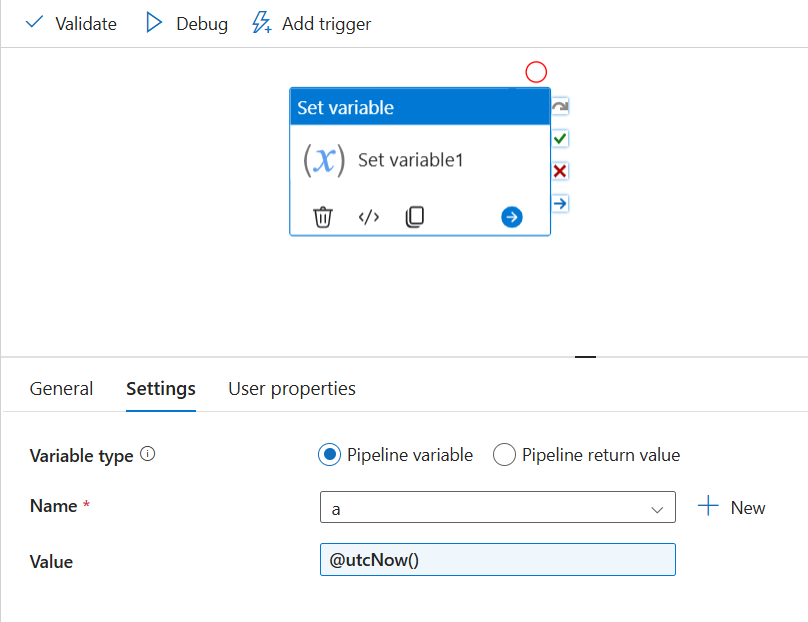 Validate Debug Add trigger
Set variable
(x) Set variable1
</>
General Settings User properties
Variable type Pipeline variable Pipeline return value
Name * a New
Value @utcNow()